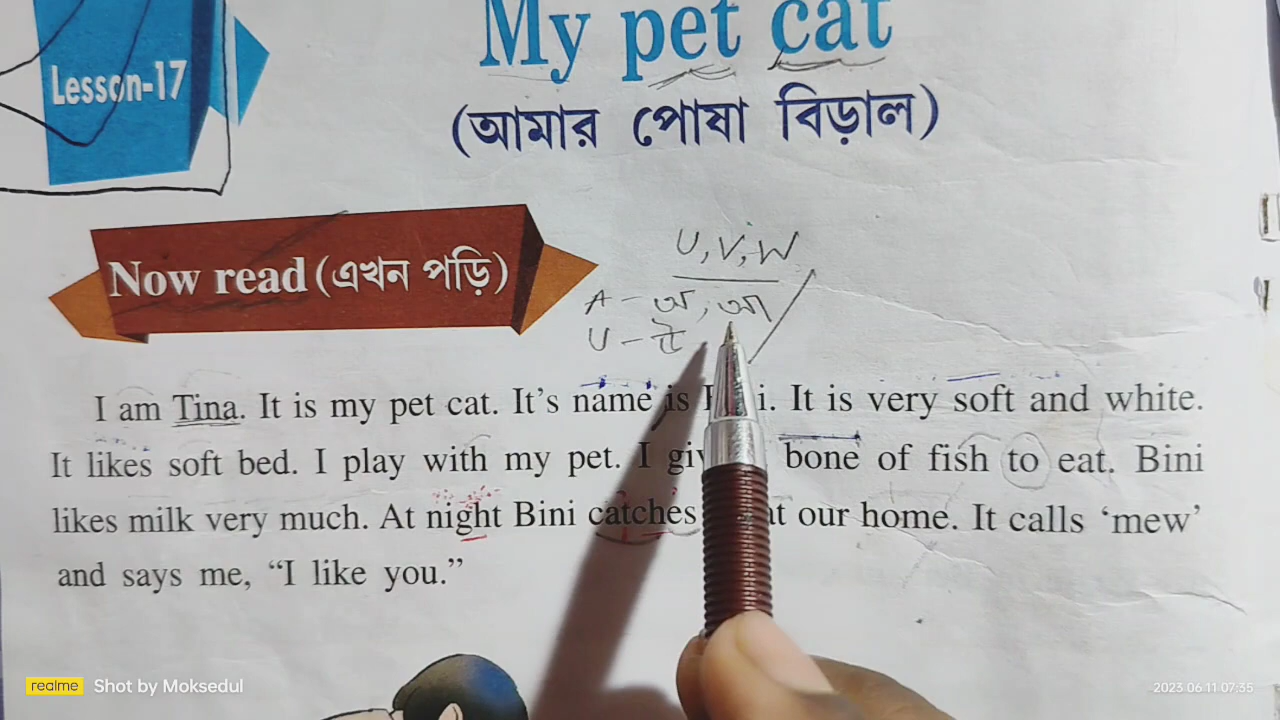 My pet cat
Lesson-17
(আমার পোষা বিড়াল)
U, V, W
Now read (এখন পড়ি)
A - অ, আ
U -
I am Tina. It is my pet cat. It's name is i. It is very soft and white.
It likes soft bed. I play with my pet. I giv bone of fish to eat. Bini
likes milk very much. At night Bini catches at our home. It calls ‘mew’
and says me, “I like you.”
realme Shot by Moksedul
2023.06.11 07:35